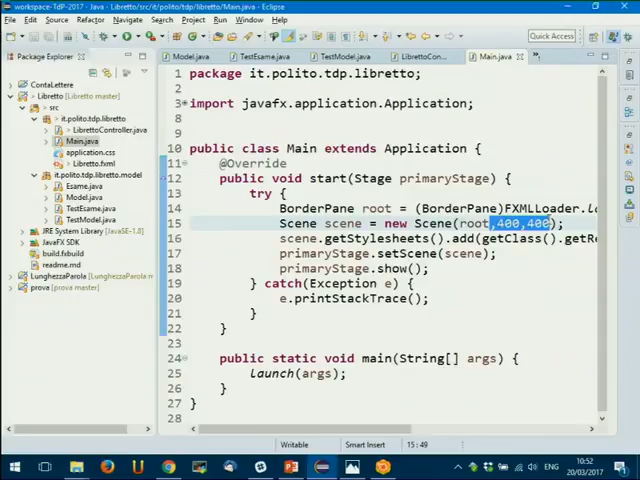 workspace-TdP-2017 - Java - Libretto/src/it/polito/tdp/libretto/Main.java - Eclipse
File Edit Source Refactor Navigate Search Project Run Window Help
Quick Access
Package Explorer
Model.java TestEsame.java TestModel.java LibrettoCon... Main.java
ContaLettere
Libretto [Libretto master]
src
it.polito.tdp.libretto
LibrettoController.java
Main.java
application.css
Libretto.fxml
it.polito.tdp.libretto.model
Esame.java
Model.java
TestEsame.java
TestModel.java
JRE System Library [JavaSE-1.8]
JavaFX SDK
build.fxbuild
readme.md
LunghezzaParola [Libretto master]
prova [Libretto master]
1 package it.polito.tdp.libretto;
2
3 import javafx.application.Application;
8
9
10 public class Main extends Application {
11 @Override
12 public void start(Stage primaryStage) {
13 try {
14 BorderPane root = (BorderPane)FXMLLoader.lo
15 Scene scene = new Scene(root,400,400);
16 scene.getStylesheets().add(getClass().getRe
17 primaryStage.setScene(scene);
18 primaryStage.show();
19 } catch(Exception e) {
20 e.printStackTrace();
21 }
22 }
23
24 public static void main(String[] args) {
25 launch(args);
26 }
27 }
Writable Smart Insert 15 : 49
10:52
20/03/2017